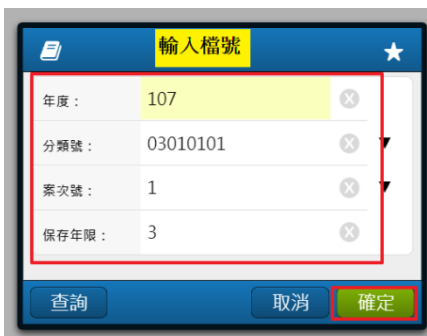 輸入檔號
年度： 107
分類號： 03010101
案次號： 1
保存年限： 3
查詢 取消 確定